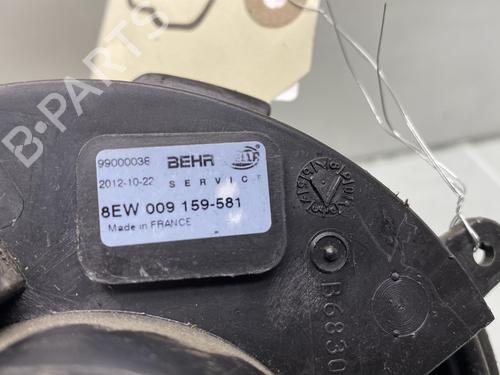 B-PARTS
99000038 BEHR HELLA
2012-10-22 SERVICE
8EW 009 159-581
Made in FRANCE
B6830